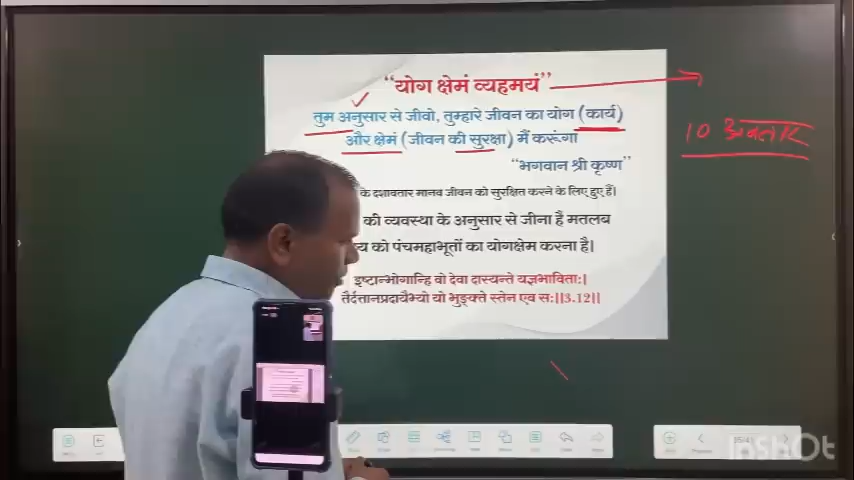 “योग क्षेमं व्यहमयं”
तुम अनुसार से जीवो, तुम्हारे जीवन का योग (कार्य)
और क्षेमं (जीवन की सुरक्षा) मैं करूंगा
“भगवान श्री कृष्ण”
के दशावतार मानव जीवन को सुरक्षित करने के लिए हुए हैं।
की व्यवस्था के अनुसार से जीना है मतलब
य को पंचमहाभूतों का योगक्षेम करना है।
इष्टान्भोगान्हि वो देवा दास्यन्ते यज्ञभाविताः|
तैर्दत्तानप्रदायैभ्यो यो भुङ्क्ते स्तेन एव सः||3.12||
10 अवतार
InShOt